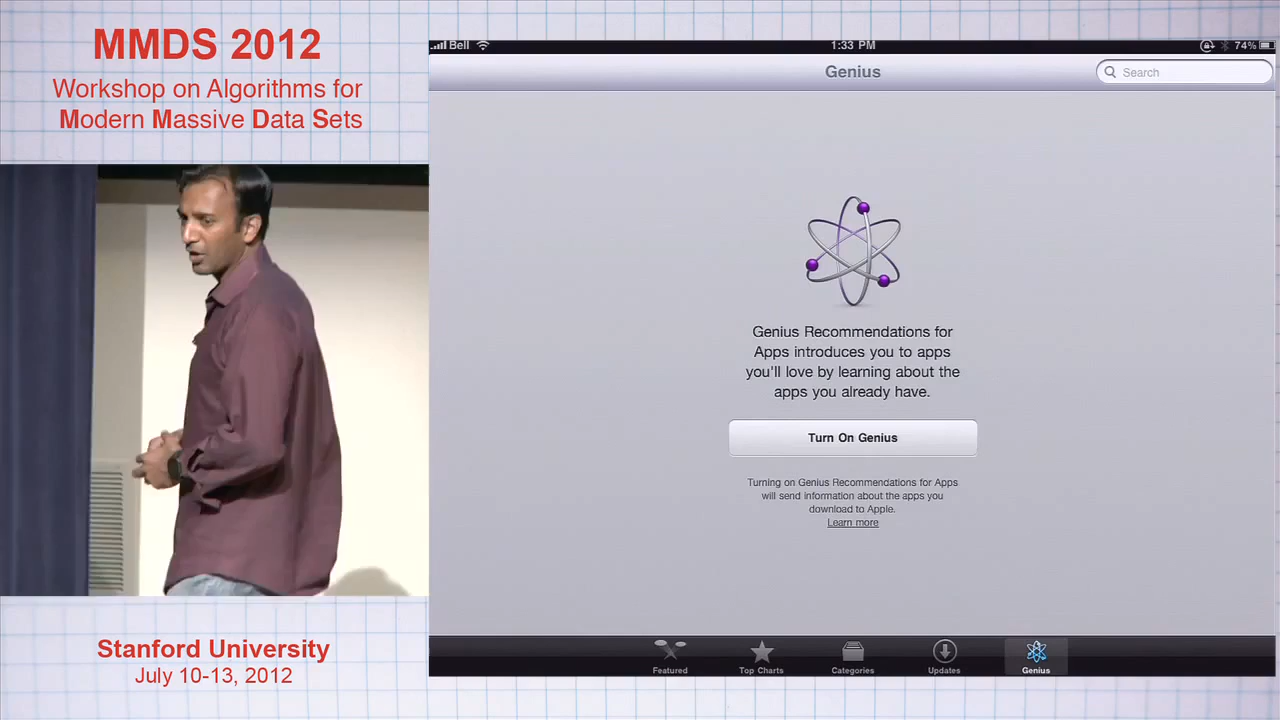 MMDS 2012
Workshop on Algorithms for
Modern Massive Data Sets
Stanford University
July 10-13, 2012
Bell
1:33 PM
74%
Genius
Search
Genius Recommendations for
Apps introduces you to apps
you'll love by learning about the
apps you already have.
Turn On Genius
Turning on Genius Recommendations for Apps
will send information about the apps you
download to Apple.
Learn more
Featured
Top Charts
Categories
Updates
Genius